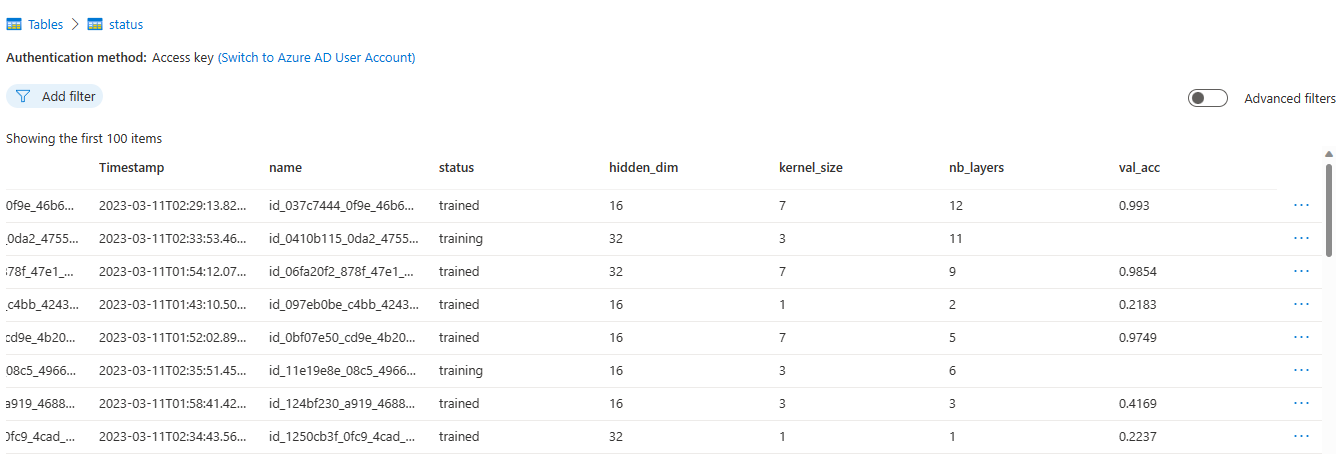 Tables > status
Authentication method: Access key (Switch to Azure AD User Account)
Add filter
Advanced filters
Showing the first 100 items
Timestamp name status hidden_dim kernel_size nb_layers val_acc
0f9e_46b6... 2023-03-11T02:29:13.82... id_037c7444_0f9e_46b6... trained 16 7 12 0.993 ...
_0da2_4755... 2023-03-11T02:33:53.46... id_0410b115_0da2_4755... training 32 3 11 ...
878f_47e1_... 2023-03-11T01:54:12.07... id_06fa20f2_878f_47e1_... trained 32 7 9 0.9854 ...
_c4bb_4243... 2023-03-11T01:43:10.50... id_097eb0be_c4bb_4243... trained 16 1 2 0.2183 ...
cd9e_4b20... 2023-03-11T01:52:02.89... id_0bf07e50_cd9e_4b20... trained 16 7 5 0.9749 ...
08c5_4966... 2023-03-11T02:35:51.45... id_11e19e8e_08c5_4966... training 16 3 6 ...
a919_4688... 2023-03-11T01:58:41.42... id_124bf230_a919_4688... trained 16 3 3 0.4169 ...
0fc9_4cad_... 2023-03-11T02:34:43.56... id_1250cb3f_0fc9_4cad_... trained 32 1 1 0.2237 ...